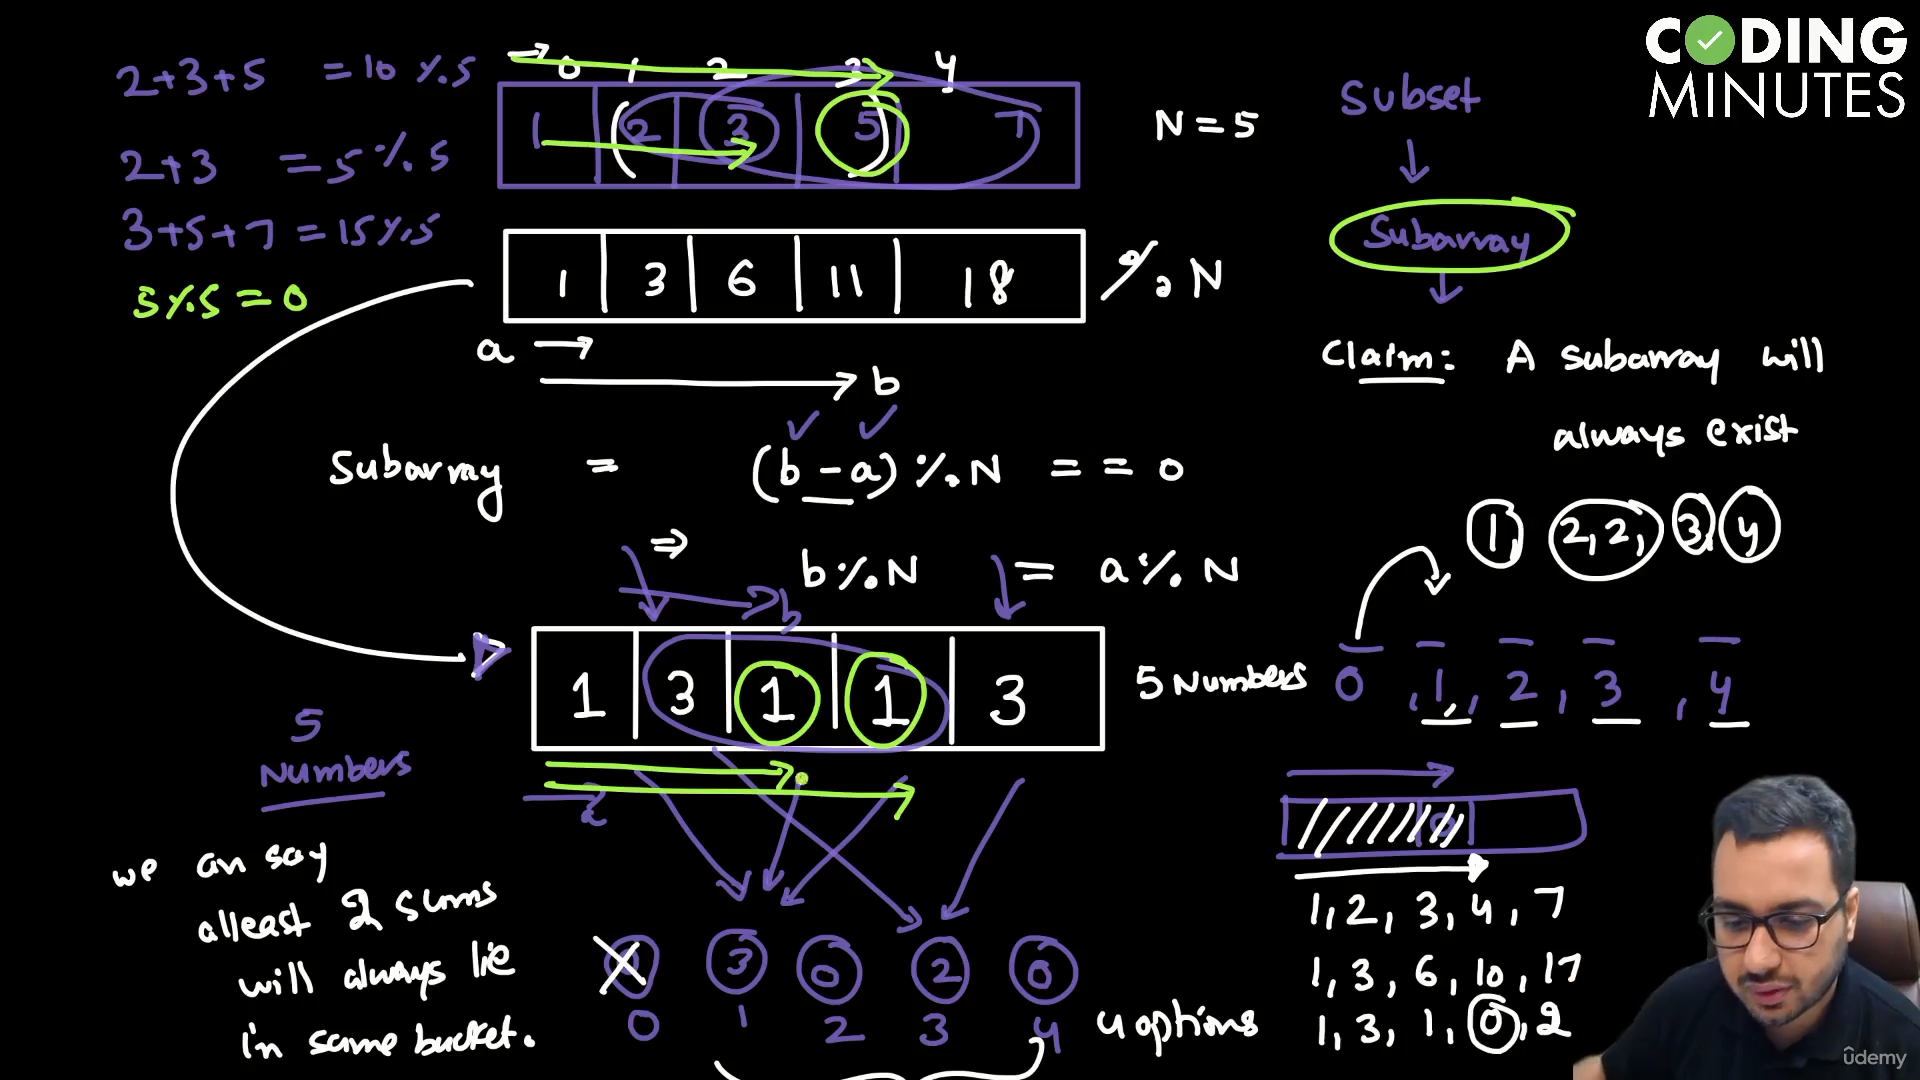 CODING
MINUTES
2+3+5 = 10 %5
2+3 = 5 % 5
3+5+7 = 15 %5
5 %5 = 0
0 1 2 3 4
1 2 3 5 7
N = 5
1 3 6 11 18 % N
a
b
Subarray = (b - a) % N == 0
⇒ b % N = a % N
b
1 3 1 1 3
5 Numbers
5
Numbers
we an say
atleast 2 sums
will always lie
in same bucket.
3 0 2 0
0 1 2 3 4
4 options
Subset
Subarray
Claim: A subarray will
always exist
1, 2, 2, 3, 4
0, 1, 2, 3, 4
0
1, 2, 3, 4, 7
1, 3, 6, 10, 17
1, 3, 1, 0, 2
ûdemy